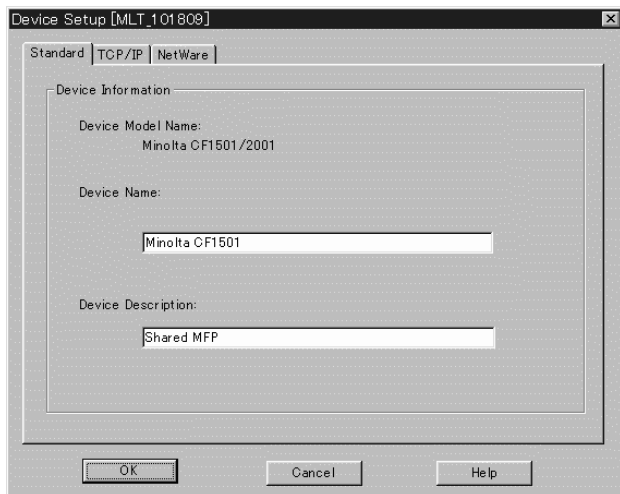 Device Setup [MLT_101809]
Standard TCP/IP NetWare
Device Information
Device Model Name:
Minolta CF1501/2001
Device Name:
Minolta CF1501
Device Description:
Shared MFP
OK Cancel Help